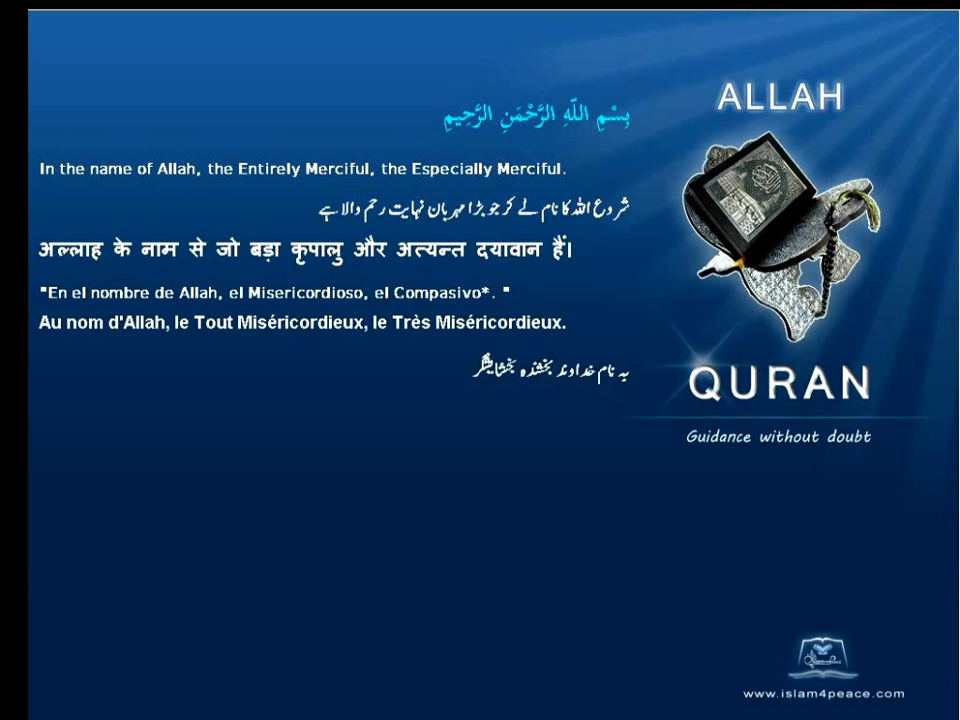 بِسْمِ اللّهِ الرَّحْمَنِ الرَّحِيمِ
In the name of Allah, the Entirely Merciful, the Especially Merciful.
شروع اللہ کا نام لے کر جو بڑا مہربان نہایت رحم والا ہے
अल्लाह के नाम से जो बड़ा कृपालु और अत्यन्त दयावान हैं।
"En el nombre de Allah, el Misericordioso, el Compasivo*. "
Au nom d'Allah, le Tout Miséricordieux, le Très Miséricordieux.
به نام خداوند بخشنده بخشایشگر
ALLAH
QURAN
Guidance without doubt
www.islam4peace.com